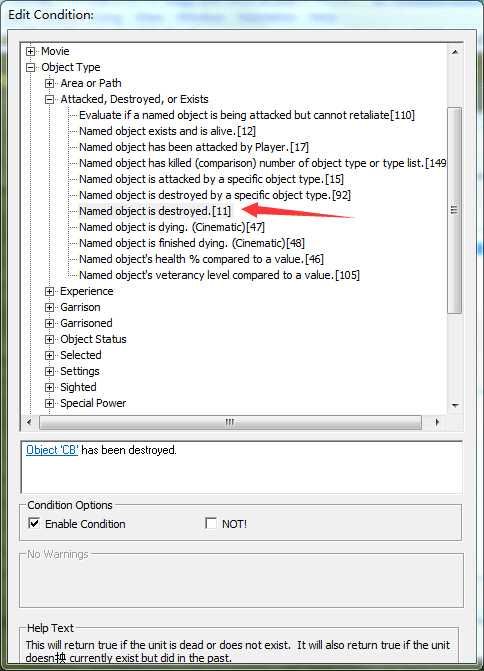 Edit Condition:
Movie
Object Type
Area or Path
Attacked, Destroyed, or Exists
Evaluate if a named object is being attacked but cannot retaliate[110]
Named object exists and is alive.[12]
Named object has been attacked by Player.[17]
Named object has killed (comparison) number of object type or type list.[149
Named object is attacked by a specific object type.[15]
Named object is destroyed by a specific object type.[92]
Named object is destroyed.[11]
Named object is dying. (Cinematic)[47]
Named object is finished dying. (Cinematic)[48]
Named object's health % compared to a value.[46]
Named object's veterancy level compared to a value.[105]
Experience
Garrison
Garrisoned
Object Status
Selected
Settings
Sighted
Special Power
Object 'CB' has been destroyed.
Condition Options
Enable Condition
NOT!
No Warnings
Help Text
This will return true if the unit is dead or does not exist.  It will also return true if the unit
doesn换 currently exist but did in the past.